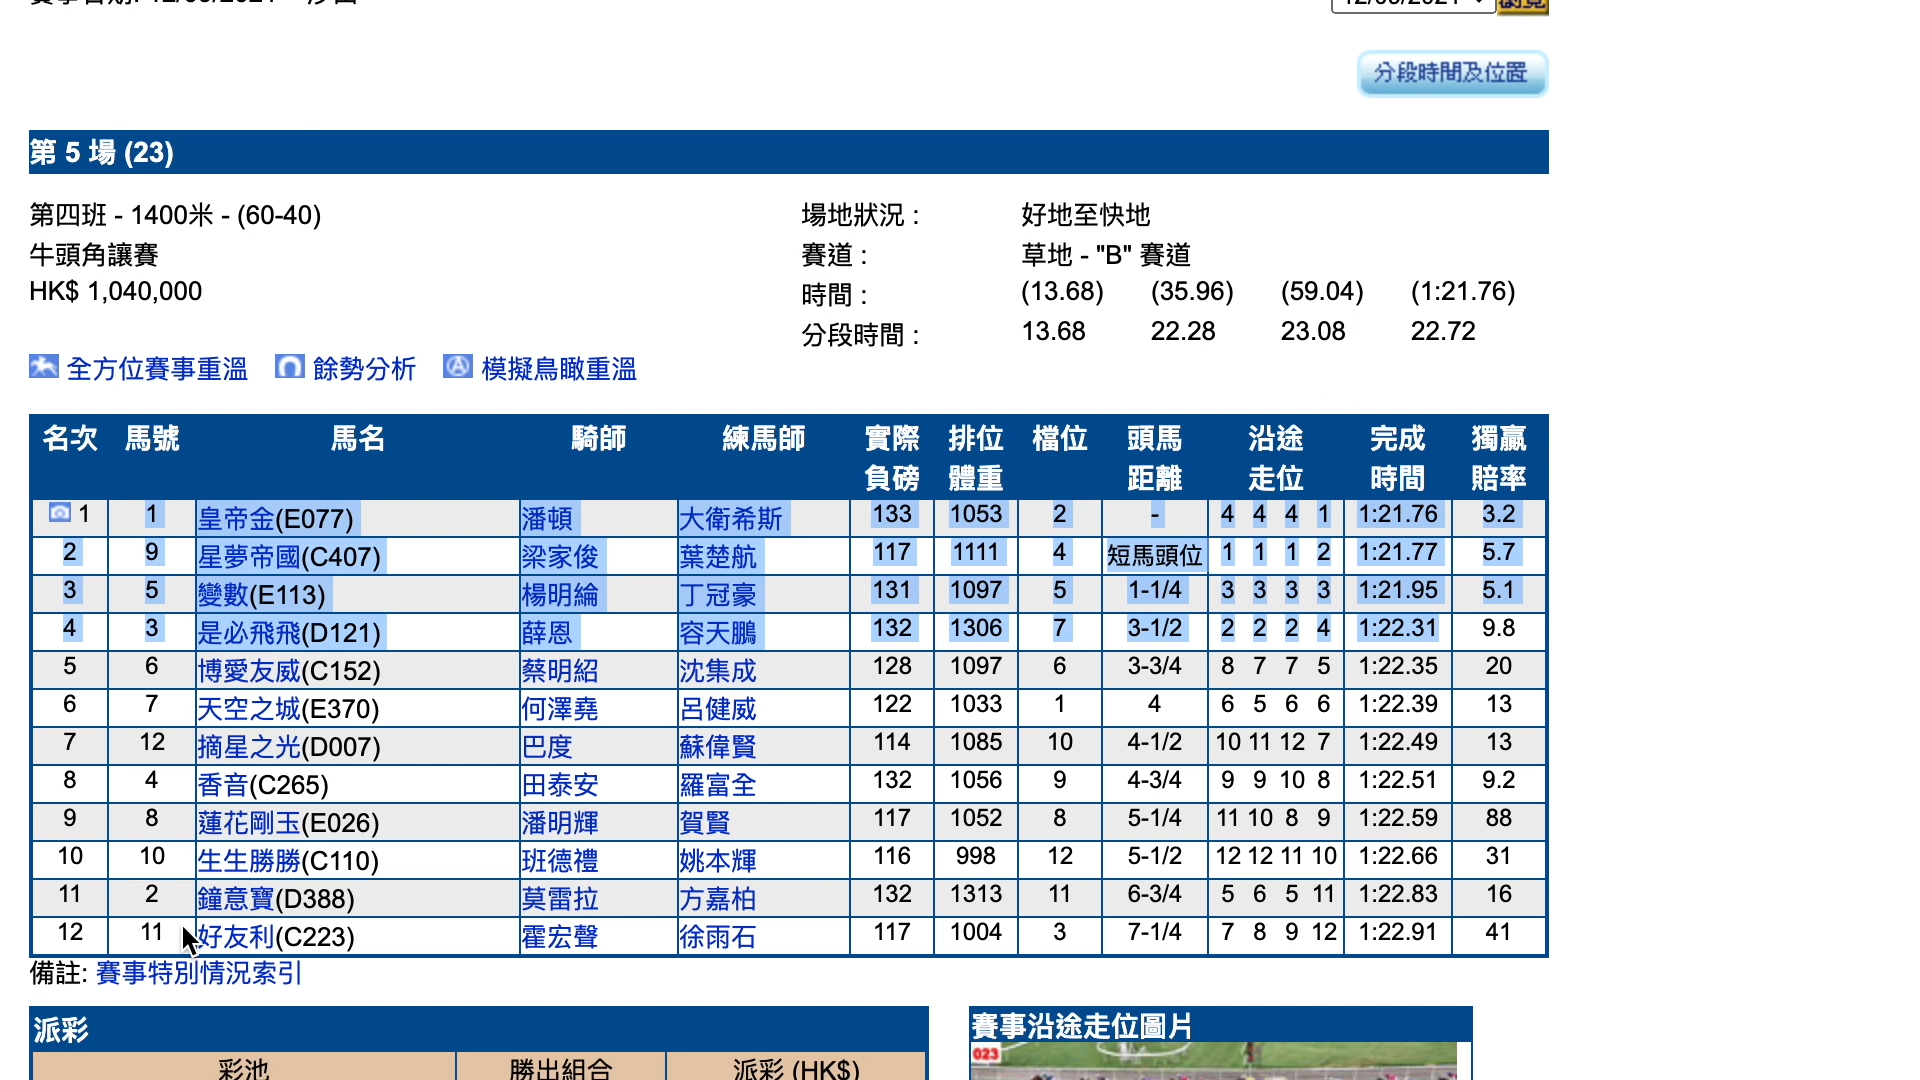 第 5 場 (23)
分段時間及位置
第四班 - 1400米 - (60-40) 場地狀況 : 好地至快地
牛頭角讓賽 賽道 : 草地 - "B" 賽道
HK$ 1,040,000 時間 : (13.68) (35.96) (59.04) (1:21.76)
分段時間 : 13.68 22.28 23.08 22.72
全方位賽事重溫 餘勢分析 模擬鳥瞰重溫
名次 馬號 馬名 騎師 練馬師 實際負磅 排位體重 檔位 頭馬距離 沿途走位 完成時間 獨贏賠率
1 1 皇帝金(E077) 潘頓 大衛希斯 133 1053 2 - 4 4 4 1 1:21.76 3.2
2 9 星夢帝國(C407) 梁家俊 葉楚航 117 1111 4 短馬頭位 1 1 1 2 1:21.77 5.7
3 5 變數(E113) 楊明綸 丁冠豪 131 1097 5 1-1/4 3 3 3 3 1:21.95 5.1
4 3 是必飛飛(D121) 薛恩 容天鵬 132 1306 7 3-1/2 2 2 2 4 1:22.31 9.8
5 6 博愛友威(C152) 蔡明紹 沈集成 128 1097 6 3-3/4 8 7 7 5 1:22.35 20
6 7 天空之城(E370) 何澤堯 呂健威 122 1033 1 4 6 5 6 6 1:22.39 13
7 12 摘星之光(D007) 巴度 蘇偉賢 114 1085 10 4-1/2 10 11 12 7 1:22.49 13
8 4 香音(C265) 田泰安 羅富全 132 1056 9 4-3/4 9 9 10 8 1:22.51 9.2
9 8 蓮花剛玉(E026) 潘明輝 賀賢 117 1052 8 5-1/4 11 10 8 9 1:22.59 88
10 10 生生勝勝(C110) 班德禮 姚本輝 116 998 12 5-1/2 12 12 11 10 1:22.66 31
11 2 鐘意寶(D388) 莫雷拉 方嘉柏 132 1313 11 6-3/4 5 6 5 11 1:22.83 16
12 11 好友利(C223) 霍宏聲 徐雨石 117 1004 3 7-1/4 7 8 9 12 1:22.91 41
備註: 賽事特別情況索引
派彩 賽事沿途走位圖片
彩池 勝出組合 派彩 (HK$)
023